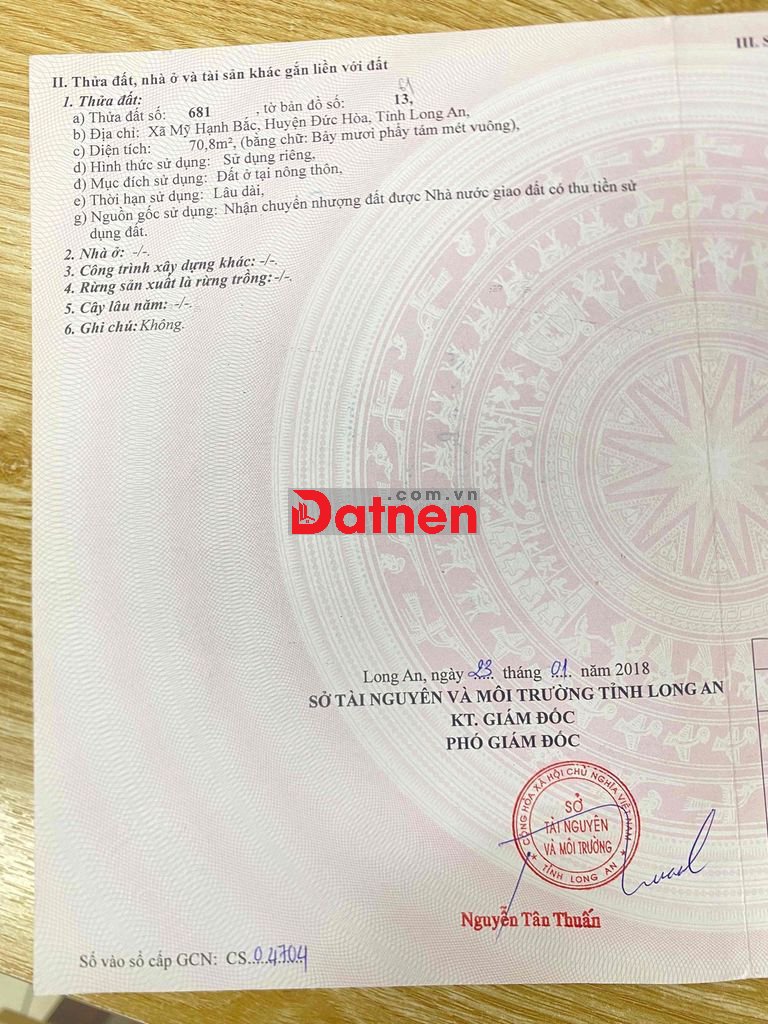 III. S
II. Thửa đất, nhà ở và tài sản khác gắn liền với đất
1. Thửa đất:
61
a) Thửa đất số: 681 , tờ bản đồ số: 13,
b) Địa chỉ: Xã Mỹ Hạnh Bắc, Huyện Đức Hòa, Tỉnh Long An,
c) Diện tích: 70,8m², (bằng chữ: Bảy mươi phẩy tám mét vuông),
d) Hình thức sử dụng: Sử dụng riêng,
đ) Mục đích sử dụng: Đất ở tại nông thôn,
e) Thời hạn sử dụng: Lâu dài,
g) Nguồn gốc sử dụng: Nhận chuyển nhượng đất được Nhà nước giao đất có thu tiền sử
dụng đất.
2. Nhà ở: -/-.
3. Công trình xây dựng khác: -/-.
4. Rừng sản xuất là rừng trồng: -/-.
5. Cây lâu năm: -/-.
6. Ghi chú: Không.
.com.vn
Datnen
Long An, ngày 23 tháng 01 năm 2018
SỞ TÀI NGUYÊN VÀ MÔI TRƯỜNG TỈNH LONG AN
KT. GIÁM ĐỐC
PHÓ GIÁM ĐỐC
CỘNG HÒA XÃ HỘI CHỦ NGHĨA VIỆT NAM
SỞ
TÀI NGUYÊN
VÀ MÔI TRƯỜNG
TỈNH LONG AN
Nguyễn Tân Thuấn
Số vào sổ cấp GCN: CS.04704